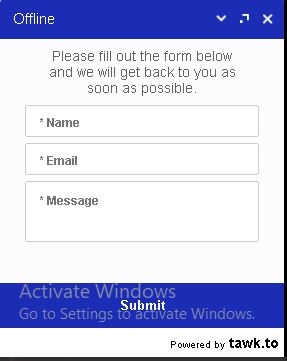 Offline
Please fill out the form below
and we will get back to you as
soon as possible.
* Name
* Email
* Message
Activate Windows
Submit
Go to Settings to activate Windows.
Powered by tawk.to